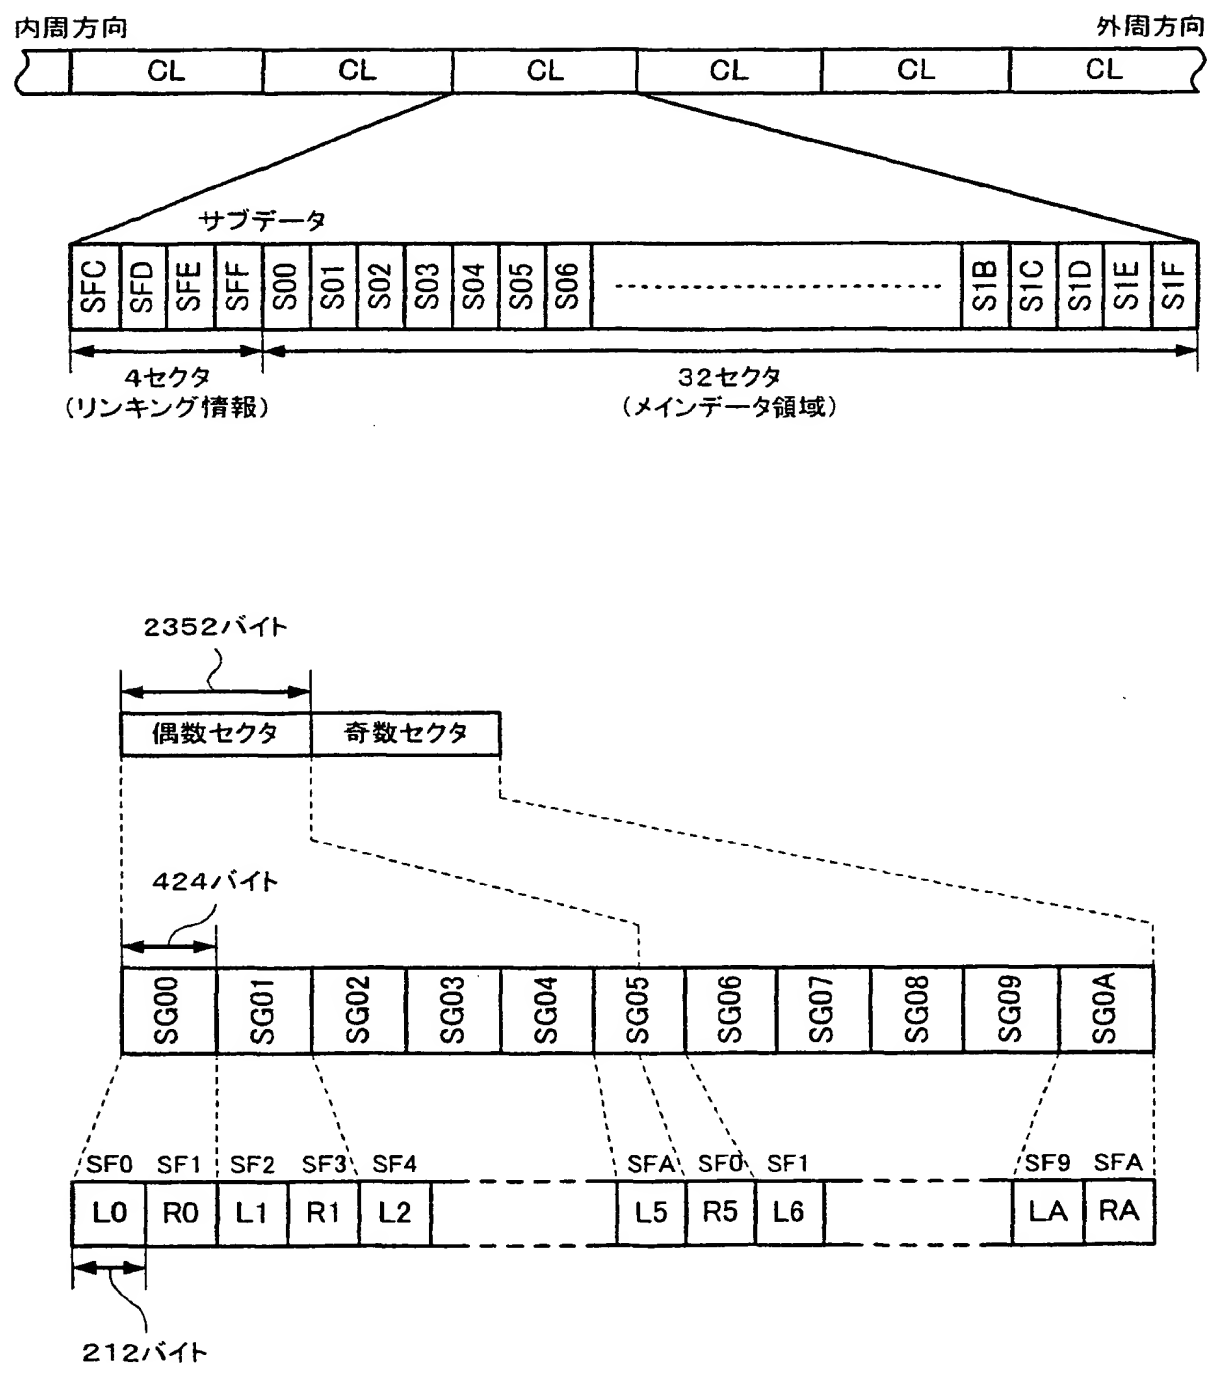 内周方向 外周方向
CL CL CL CL CL CL
サブデータ
SFC SFD SFE SFF S00 S01 S02 S03 S04 S05 S06 S1B S1C S1D S1E S1F
4セクタ 32セクタ
(リンキング情報) (メインデータ領域)
2352バイト
偶数セクタ 奇数セクタ
424バイト
SG00 SG01 SG02 SG03 SG04 SG05 SG06 SG07 SG08 SG09 SG0A
SF0 SF1 SF2 SF3 SF4 SFA SF0 SF1 SF9 SFA
L0 R0 L1 R1 L2 L5 R5 L6 LA RA
212バイト